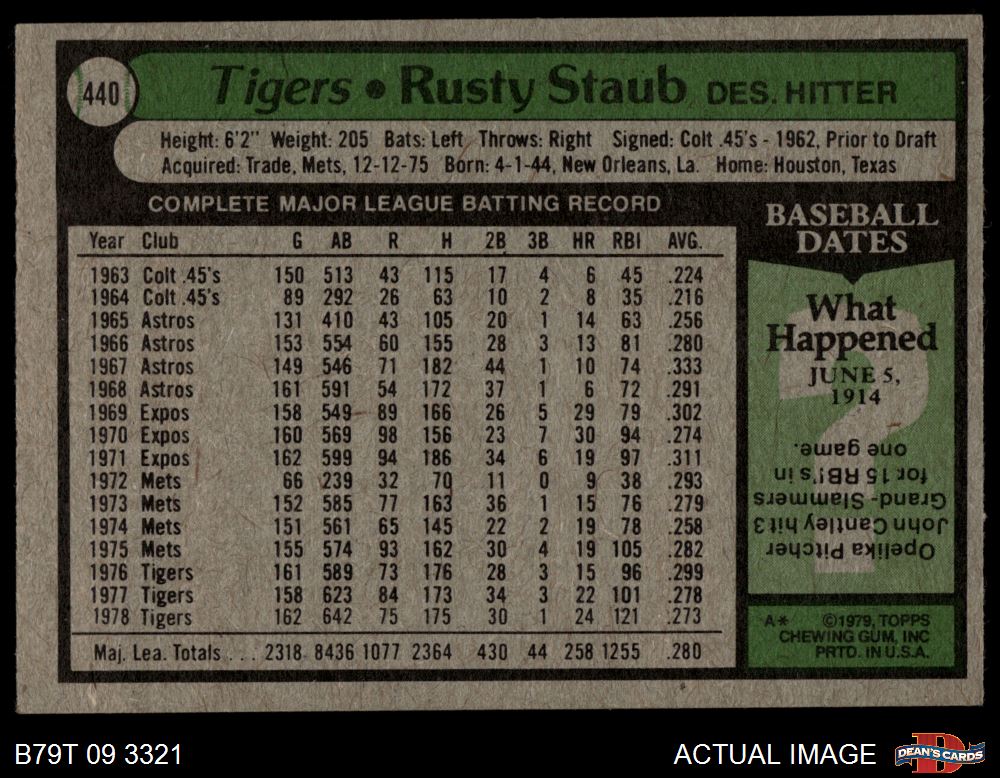 440
Tigers • Rusty Staub DES. HITTER
Height: 6'2" Weight: 205 Bats: Left Throws: Right Signed: Colt .45's - 1962, Prior to Draft
Acquired: Trade, Mets, 12-12-75 Born: 4-1-44, New Orleans, La. Home: Houston, Texas
COMPLETE MAJOR LEAGUE BATTING RECORD
Year Club G AB R H 2B 3B HR RBI AVG.
1963 Colt .45's 150 513 43 115 17 4 6 45 .224
1964 Colt .45's 89 292 26 63 10 2 8 35 .216
1965 Astros 131 410 43 105 20 1 14 63 .256
1966 Astros 153 554 60 155 28 3 13 81 .280
1967 Astros 149 546 71 182 44 1 10 74 .333
1968 Astros 161 591 54 172 37 1 6 72 .291
1969 Expos 158 549 89 166 26 5 29 79 .302
1970 Expos 160 569 98 156 23 7 30 94 .274
1971 Expos 162 599 94 186 34 6 19 97 .311
1972 Mets 66 239 32 70 11 0 9 38 .293
1973 Mets 152 585 77 163 36 1 15 76 .279
1974 Mets 151 561 65 145 22 2 19 78 .258
1975 Mets 155 574 93 162 30 4 19 105 .282
1976 Tigers 161 589 73 176 28 3 15 96 .299
1977 Tigers 158 623 84 173 34 3 22 101 .278
1978 Tigers 162 642 75 175 30 1 24 121 .273
Maj. Lea. Totals . . . 2318 8436 1077 2364 430 44 258 1255 .280
BASEBALL
DATES
What
Happened
JUNE 5,
1914
?
Opelika Pitcher
John Cantley hit 3
Grand-Slammers
for 15 RBI's in
one game.
A* ©1979, TOPPS
CHEWING GUM, INC
PRTD. IN U.S.A.
B79T 09 3321
ACTUAL IMAGE
DEAN'S CARDS